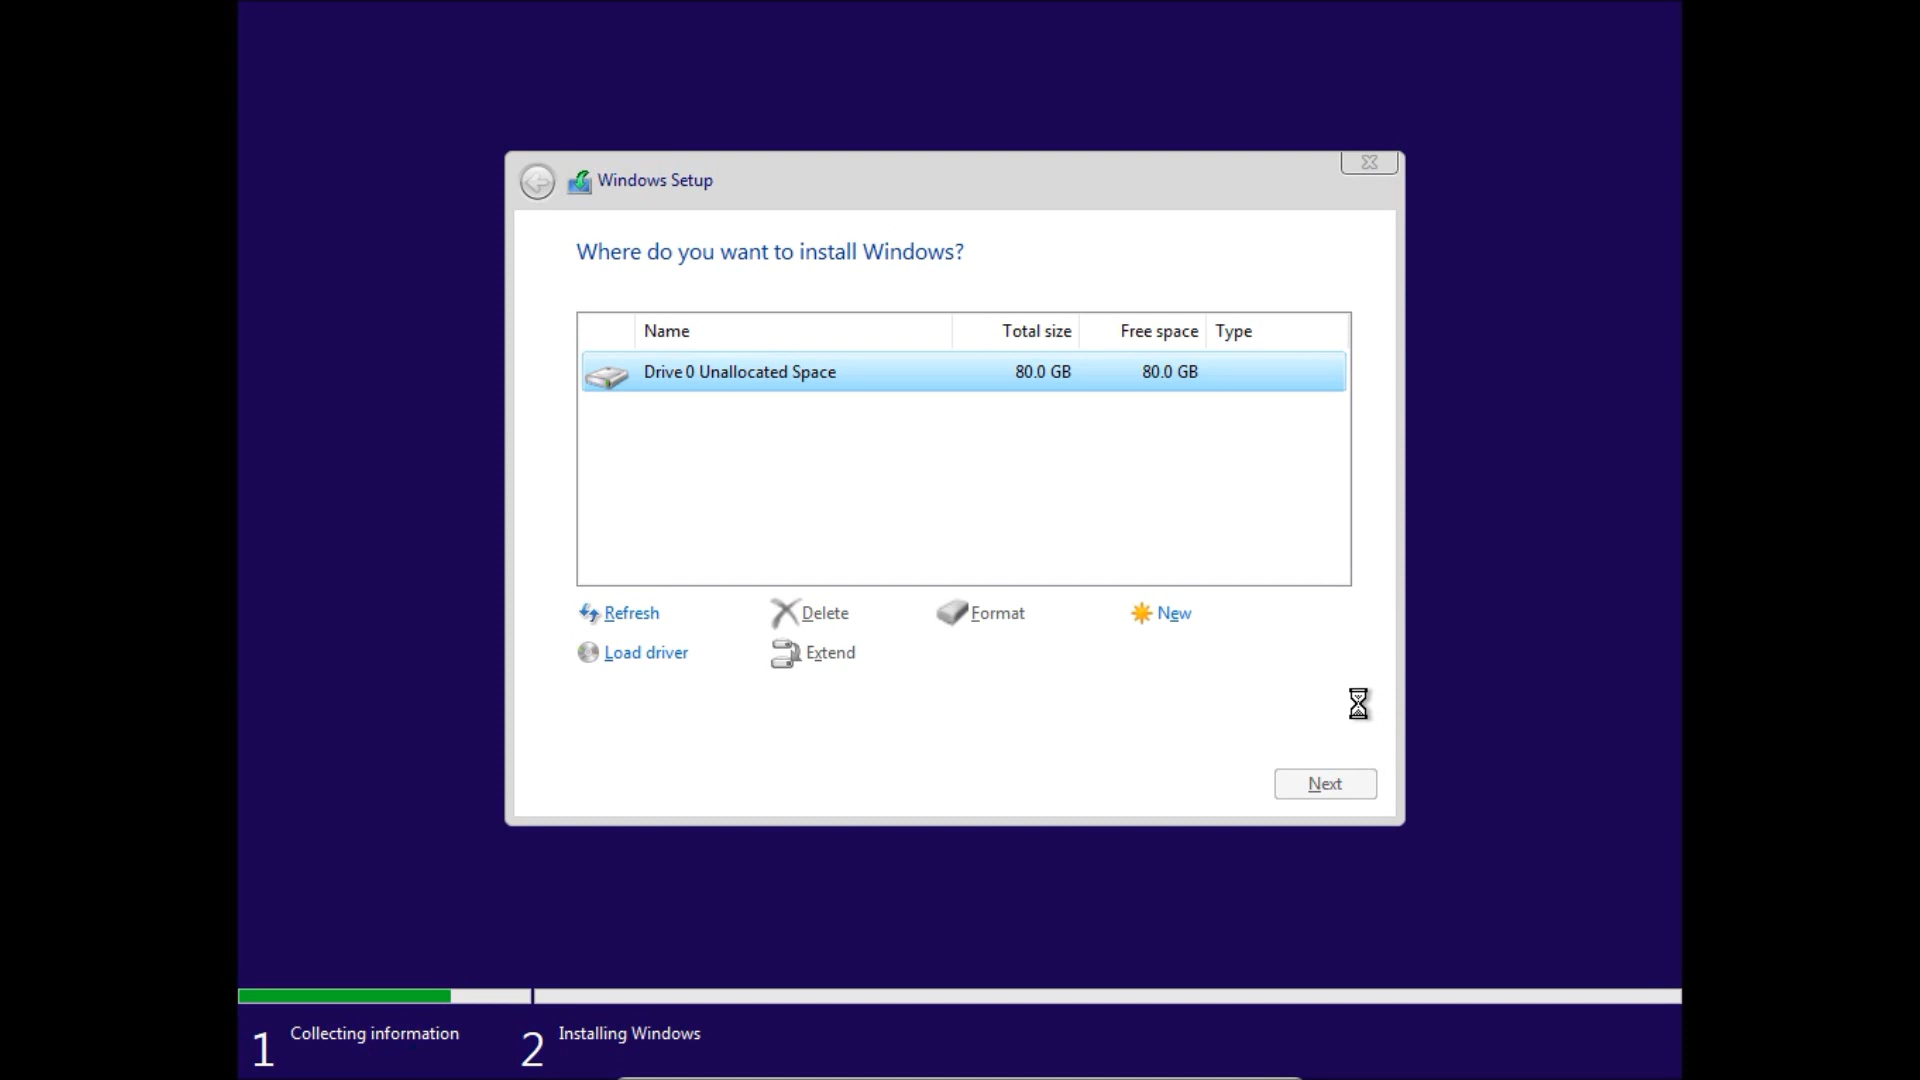 Windows Setup
Where do you want to install Windows?
Name Total size Free space Type
Drive 0 Unallocated Space 80.0 GB 80.0 GB
Refresh Delete Format New
Load driver Extend
Next
1 Collecting information 2 Installing Windows